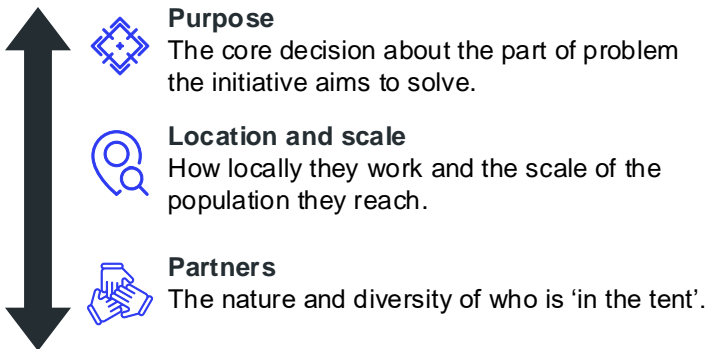 Purpose
The core decision about the part of problem
the initiative aims to solve.
Location and scale
How locally they work and the scale of the
population they reach.
Partners
The nature and diversity of who is ‘in the tent’.